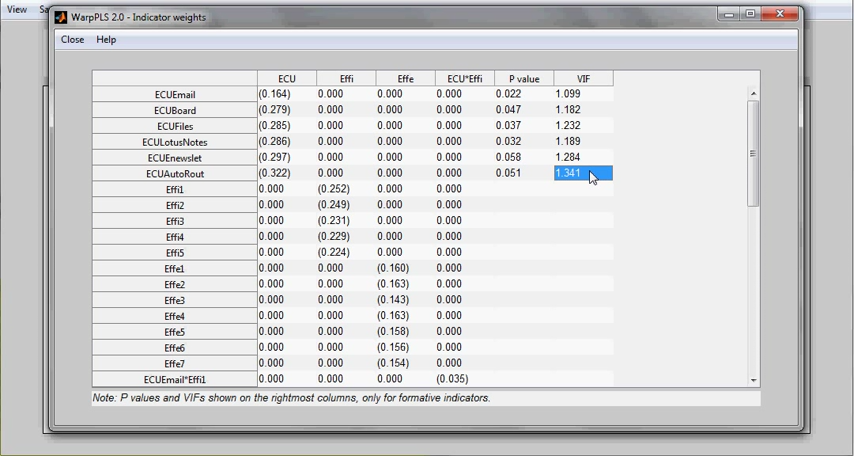 View Sa
WarpPLS 2.0 - Indicator weights
Close Help
ECU Effi Effe ECU*Effi P value VIF
ECUEmail (0.164) 0.000 0.000 0.000 0.022 1.099
ECUBoard (0.279) 0.000 0.000 0.000 0.047 1.182
ECUFiles (0.285) 0.000 0.000 0.000 0.037 1.232
ECULotusNotes (0.286) 0.000 0.000 0.000 0.032 1.189
ECUEnewslet (0.297) 0.000 0.000 0.000 0.058 1.284
ECUAutoRout (0.322) 0.000 0.000 0.000 0.051 1.341
Effi1 0.000 (0.252) 0.000 0.000
Effi2 0.000 (0.249) 0.000 0.000
Effi3 0.000 (0.231) 0.000 0.000
Effi4 0.000 (0.229) 0.000 0.000
Effi5 0.000 (0.224) 0.000 0.000
Effe1 0.000 0.000 (0.160) 0.000
Effe2 0.000 0.000 (0.163) 0.000
Effe3 0.000 0.000 (0.143) 0.000
Effe4 0.000 0.000 (0.163) 0.000
Effe5 0.000 0.000 (0.158) 0.000
Effe6 0.000 0.000 (0.156) 0.000
Effe7 0.000 0.000 (0.154) 0.000
ECUEmail*Effi1 0.000 0.000 0.000 (0.035)
Note: P values and VIFs shown on the rightmost columns, only for formative indicators.